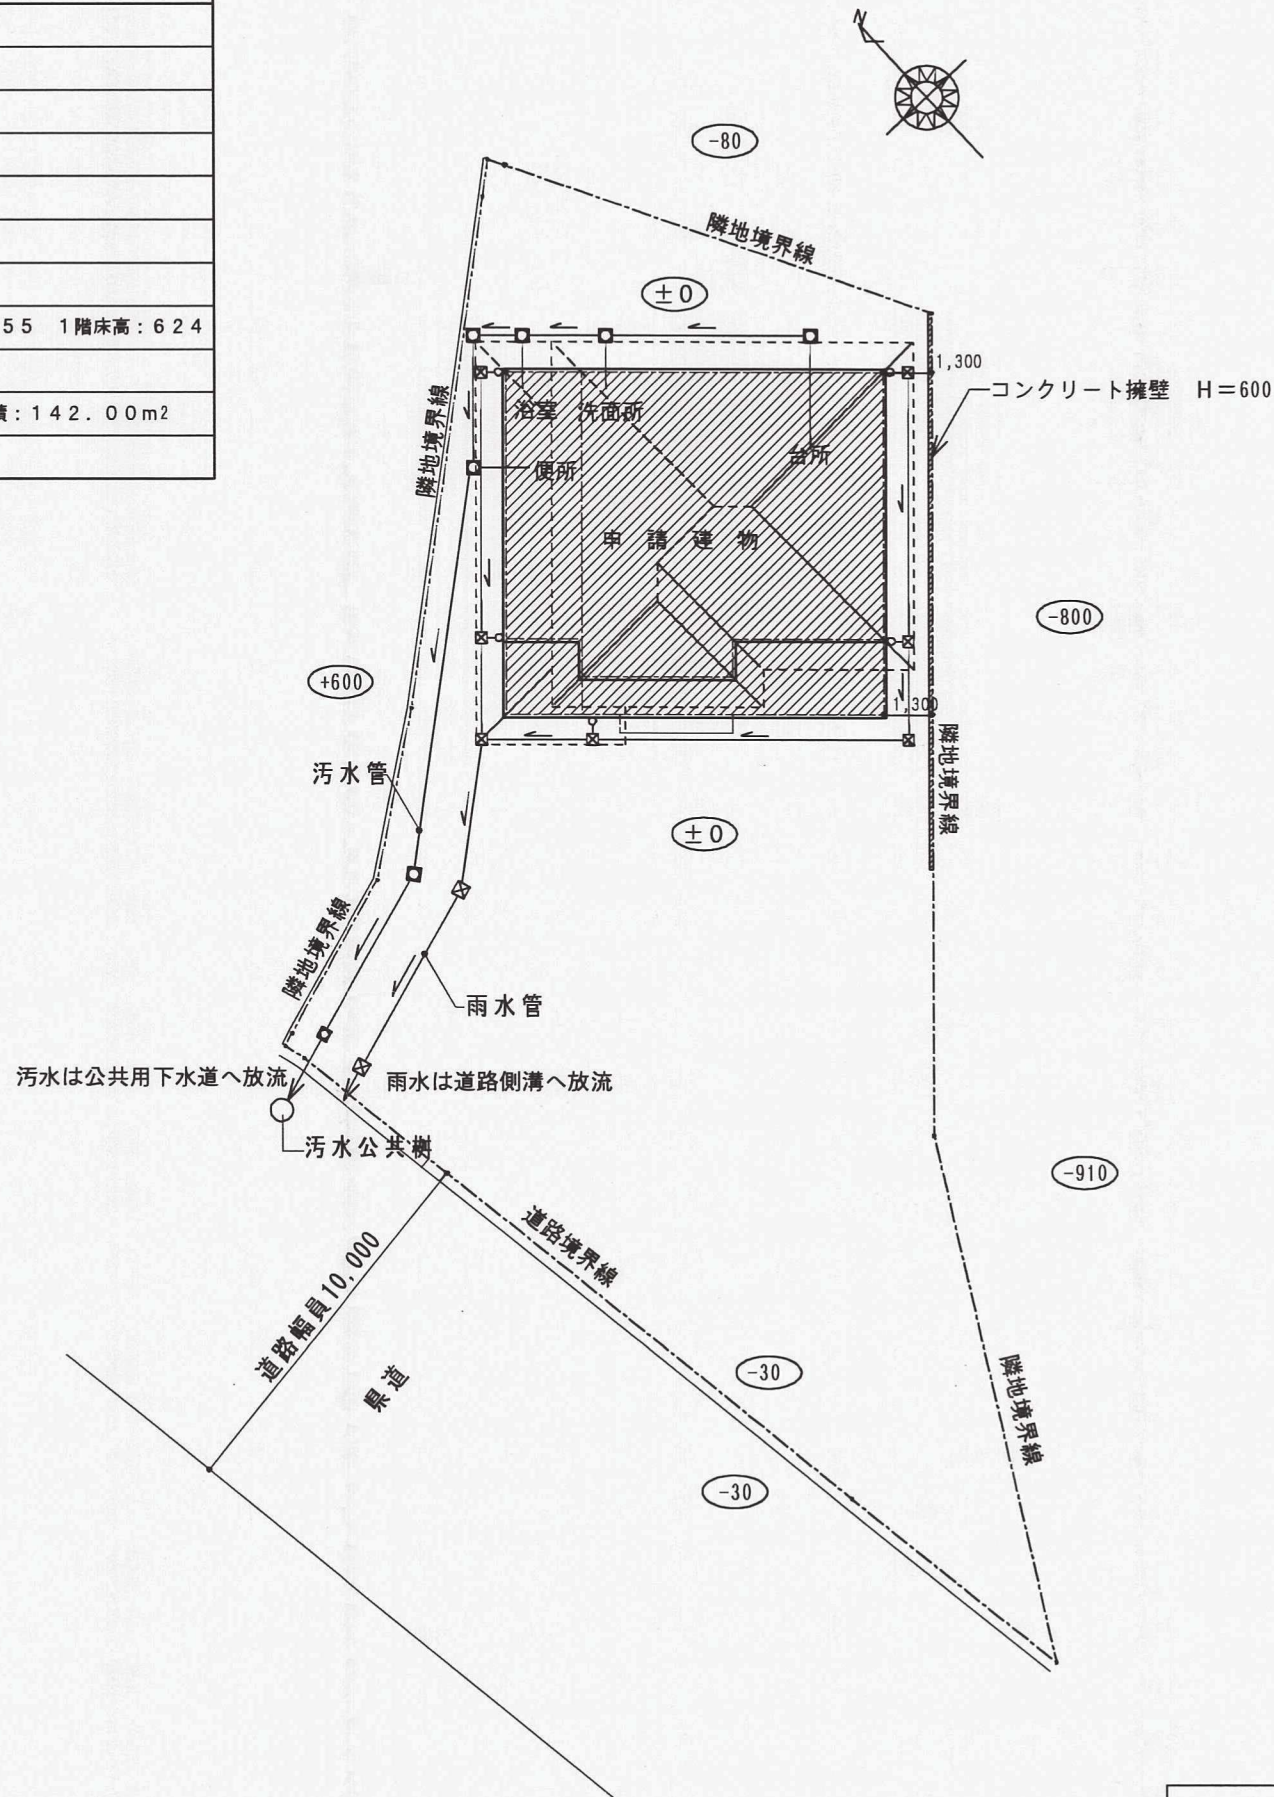 N
-80
隣地境界線
±0
55 1階床高:624
1,300
コンクリート擁壁 H=600
隣地境界線
:142.00m2
浴室 洗面所
台所
便所
申請建物
-800
+600
1,300
隣地境界線
汚水管
±0
隣地境界線
雨水管
汚水は公共用下水道へ放流
雨水は道路側溝へ放流
汚水公共桝
-910
道路境界線
道路幅員10,000
県道
-30
隣地境界線
-30